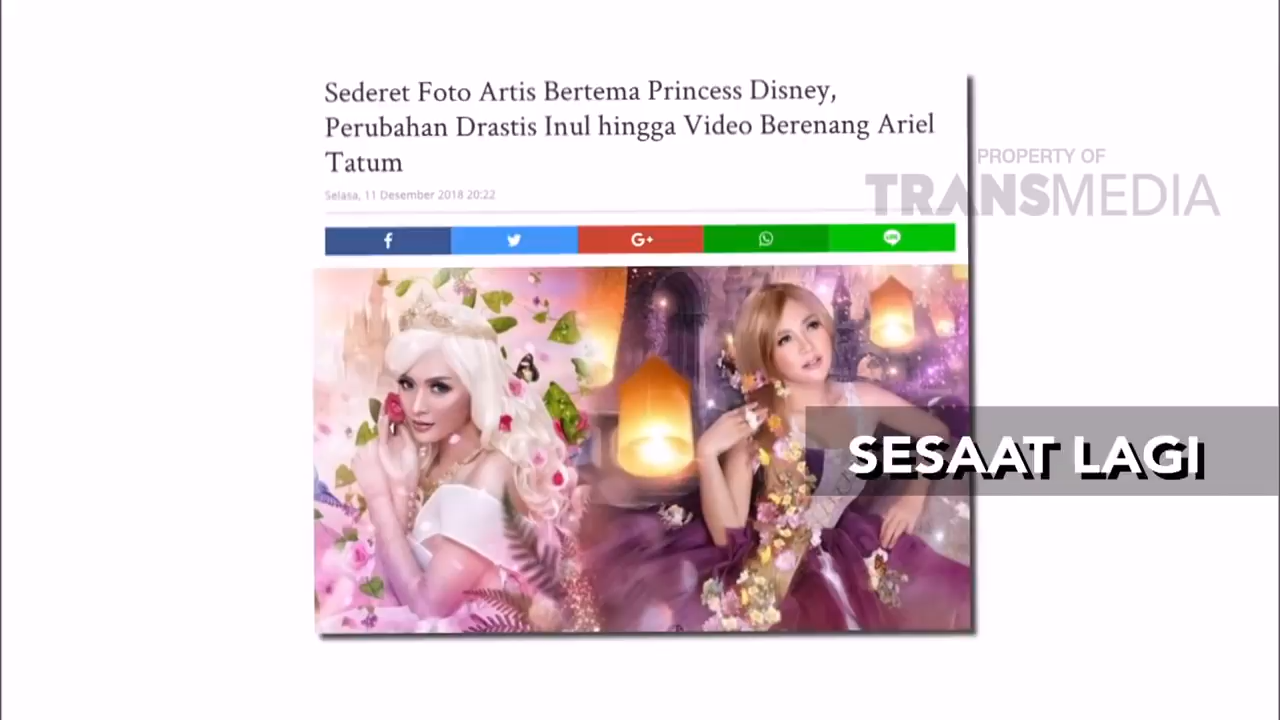 Sederet Foto Artis Bertema Princess Disney,
Perubahan Drastis Inul hingga Video Berenang Ariel
Tatum
Selasa, 11 Desember 2018 20:22
PROPERTY OF
TRANSMEDIA
f
G+
LINE
SESAAT LAGI